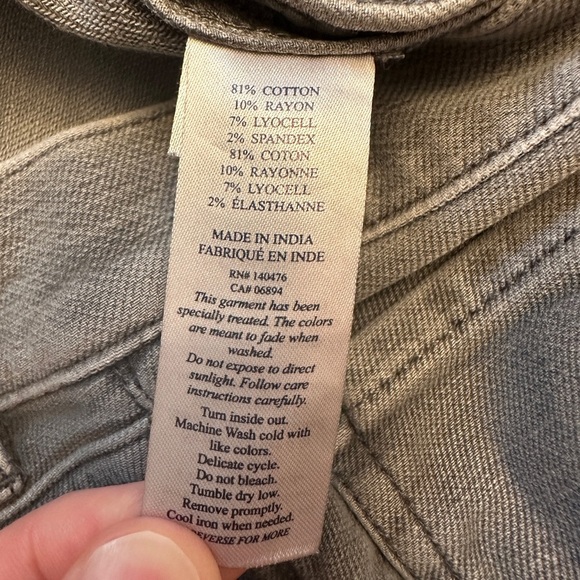 81% COTTON
10% RAYON
7% LYOCELL
2% SPANDEX
81% COTON
10% RAYONNE
7% LYOCELL
2% ÉLASTHANNE
MADE IN INDIA
FABRIQUÉ EN INDE
RN# 140476
CA# 06894
This garment has been
specially treated. The colors
are meant to fade when
washed.
Do not expose to direct
sunlight. Follow care
instructions carefully.
Turn inside out.
Machine Wash cold with
like colors.
Delicate cycle.
Do not bleach.
Tumble dry low.
Remove promptly.
Cool iron when needed.
REVERSE FOR MORE